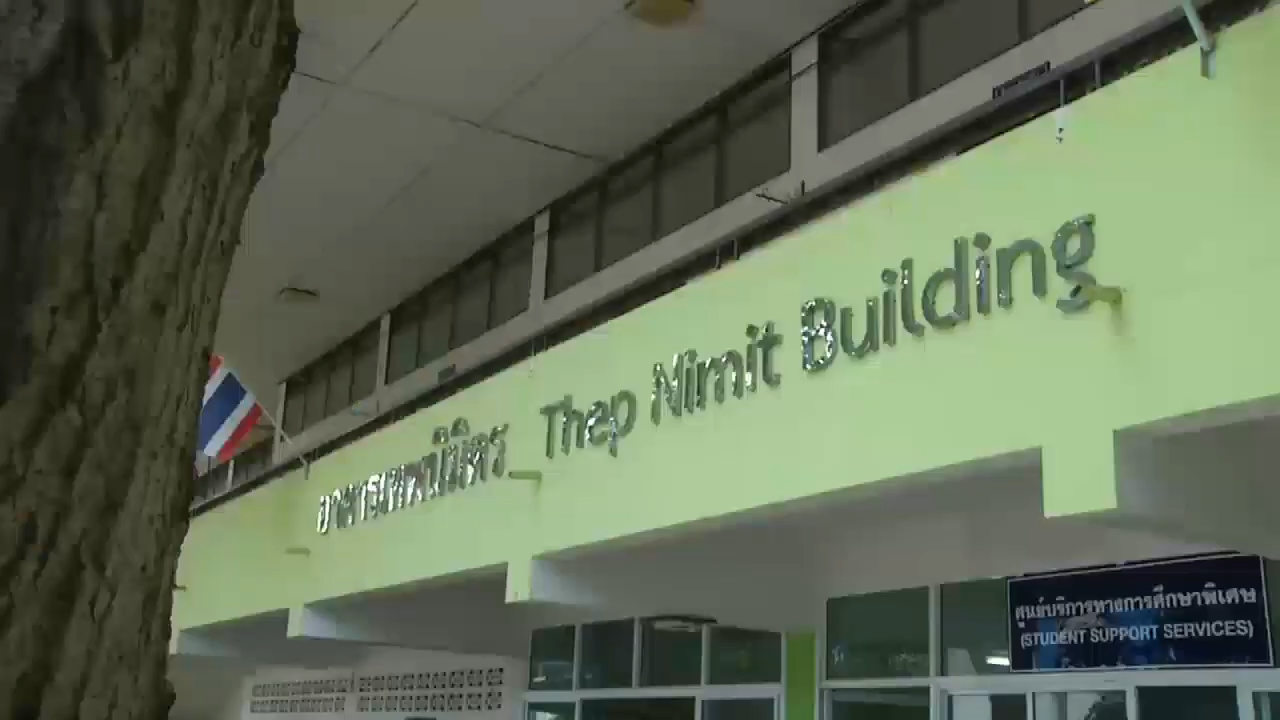 อาคารเทพนิมิตร Thep Nimit Building
ศูนย์บริการทางการศึกษาพิเศษ
(STUDENT SUPPORT SERVICES)